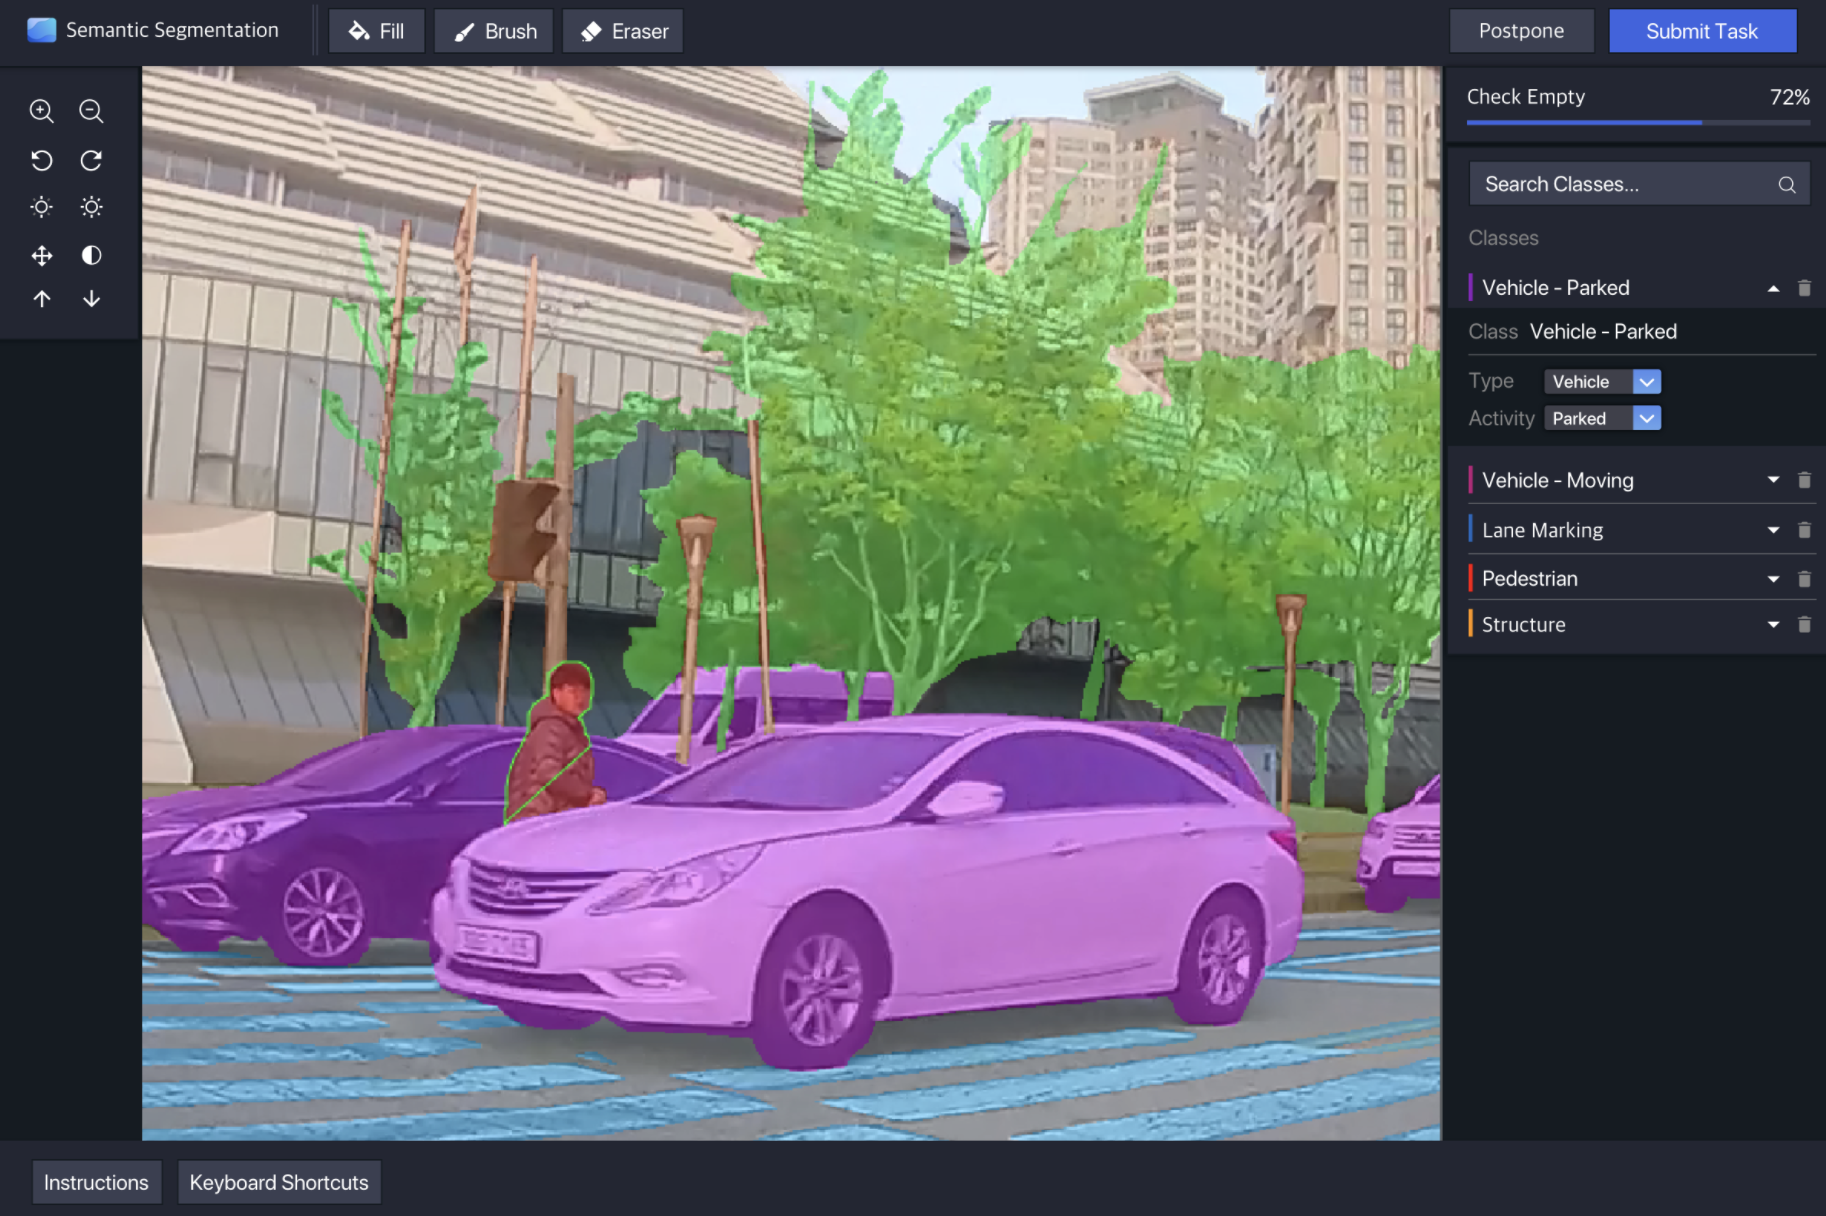 Semantic Segmentation
Fill
Brush
Eraser
Postpone
Submit Task
Check Empty 72%
Search Classes...
Classes
Vehicle - Parked
Class Vehicle - Parked
Type Vehicle
Activity Parked
Vehicle - Moving
Lane Marking
Pedestrian
Structure
Instructions
Keyboard Shortcuts